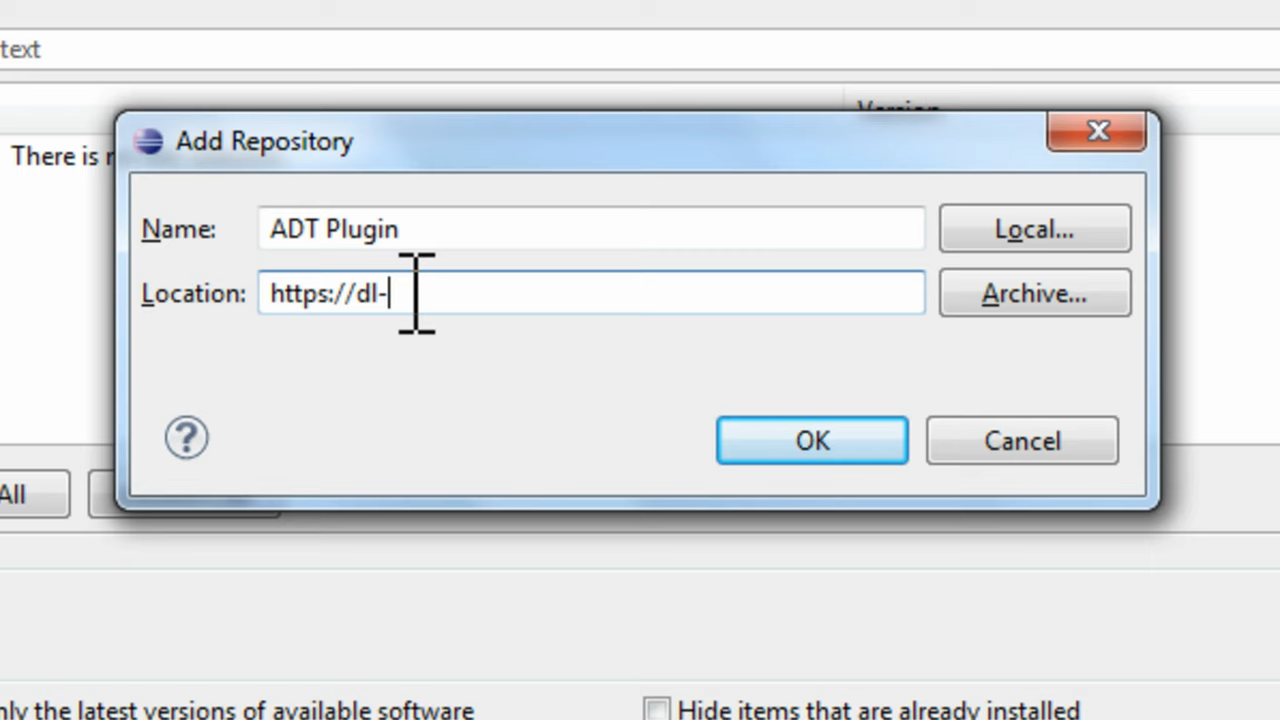 text
Version
There is
Add Repository
Name: ADT Plugin Local...
Location: https://dl- Archive...
?
OK Cancel
All
the latest versions of available software Hide items that are already installed